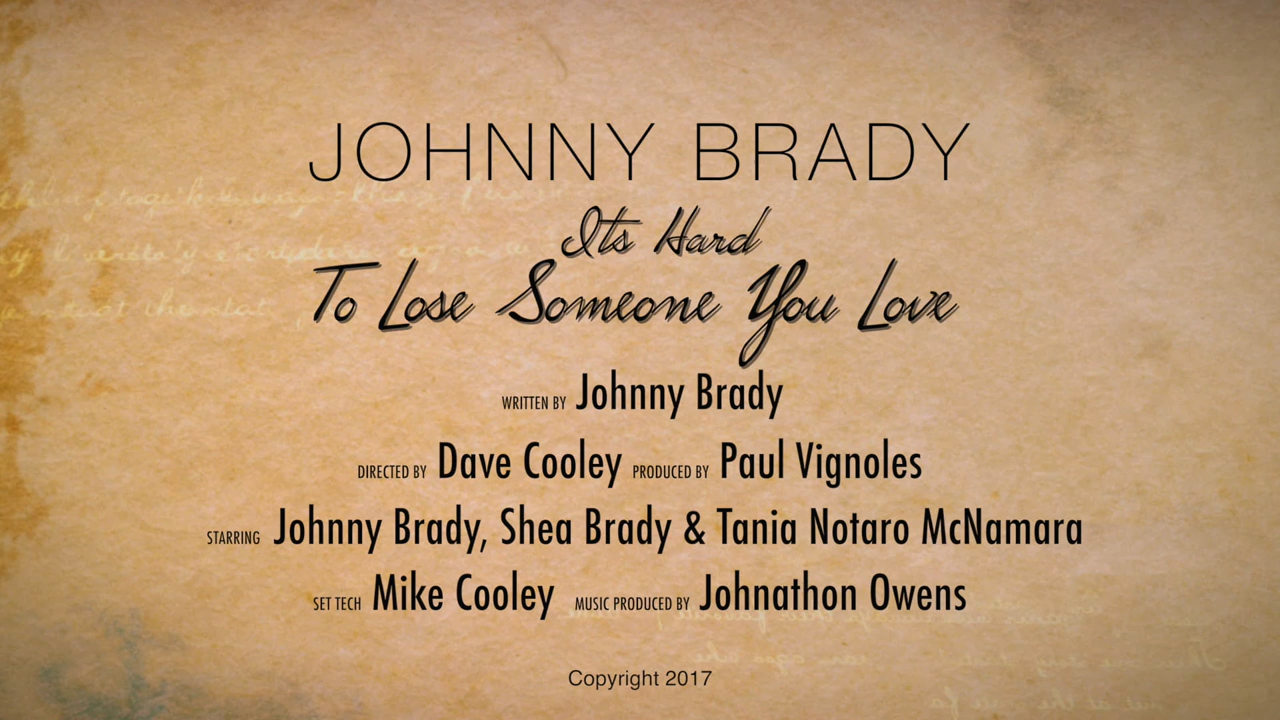 JOHNNY BRADY
Its Hard
To Lose Someone You Love
WRITTEN BY Johnny Brady
DIRECTED BY Dave Cooley PRODUCED BY Paul Vignoles
STARRING Johnny Brady, Shea Brady & Tania Notaro McNamara
SET TECH Mike Cooley MUSIC PRODUCED BY Johnathon Owens
Copyright 2017